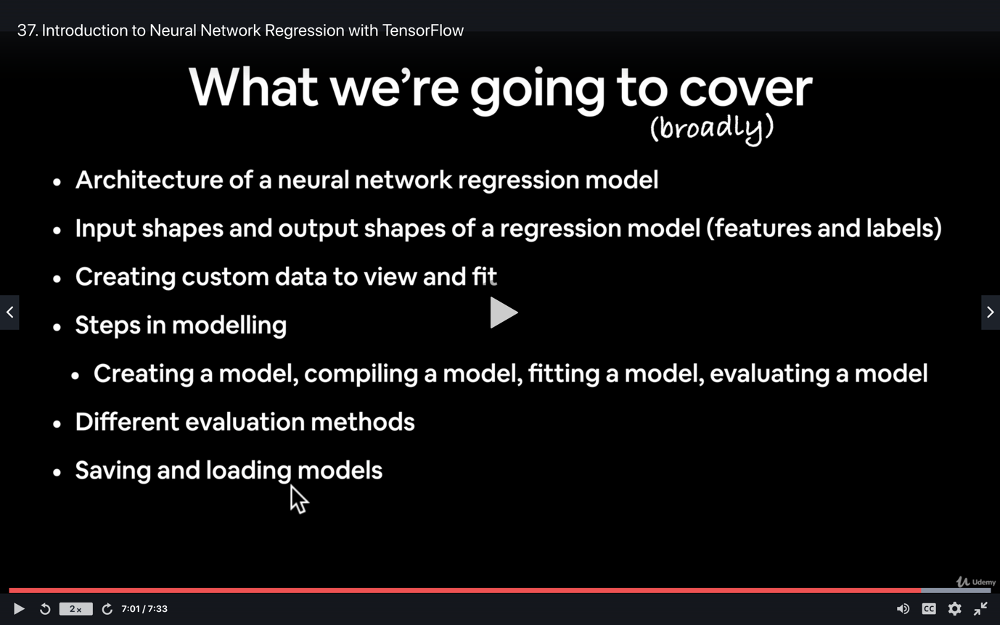 37. Introduction to Neural Network Regression with TensorFlow
What we’re going to cover
(broadly)
• Architecture of a neural network regression model
• Input shapes and output shapes of a regression model (features and labels)
• Creating custom data to view and fit
• Steps in modelling
• Creating a model, compiling a model, fitting a model, evaluating a model
• Different evaluation methods
• Saving and loading models
Udemy
2x
7:01 / 7:33
CC